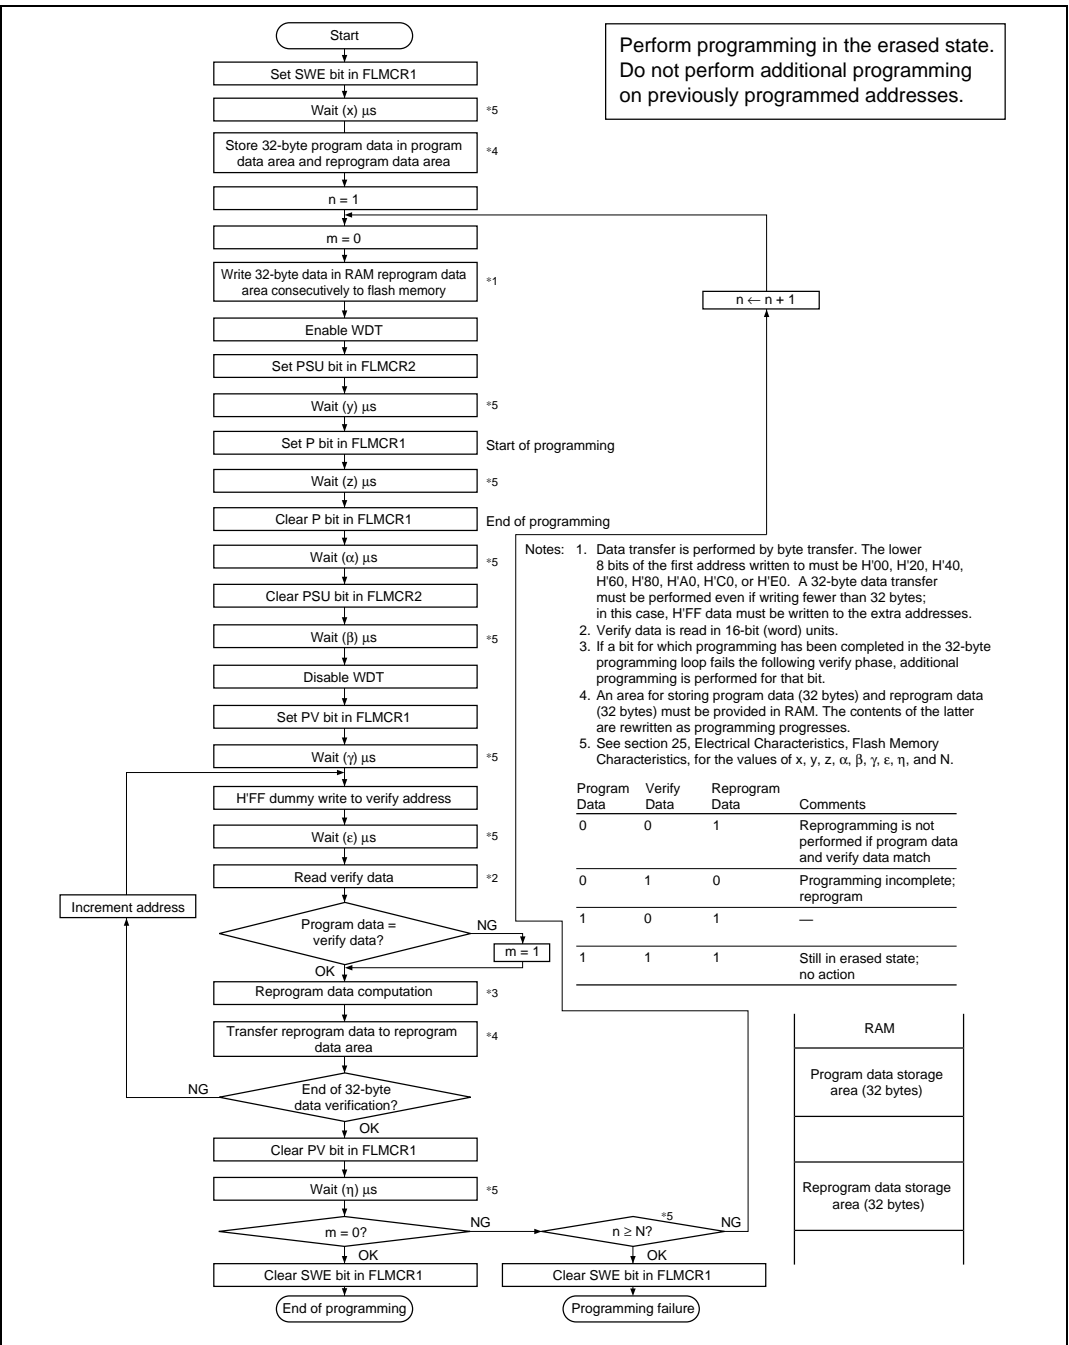 Start
Perform programming in the erased state.
Do not perform additional programming
on previously programmed addresses.
Set SWE bit in FLMCR1
Wait (x) μs
*5
Store 32-byte program data in program
data area and reprogram data area
*4
n = 1
m = 0
Write 32-byte data in RAM reprogram data
area consecutively to flash memory
*1
n ← n + 1
Enable WDT
Set PSU bit in FLMCR2
Wait (y) μs
*5
Set P bit in FLMCR1
Start of programming
Wait (z) μs
*5
Clear P bit in FLMCR1
End of programming
Wait (α) μs
*5
Clear PSU bit in FLMCR2
Wait (β) μs
*5
Disable WDT
Set PV bit in FLMCR1
Wait (γ) μs
*5
H'FF dummy write to verify address
Wait (ε) μs
*5
Read verify data
*2
Increment address
Program data =
verify data?
NG
m = 1
OK
Reprogram data computation
*3
Transfer reprogram data to reprogram
data area
*4
NG
End of 32-byte
data verification?
OK
Clear PV bit in FLMCR1
Wait (η) μs
*5
m = 0?
NG
*5
n ≥ N?
NG
OK
OK
Clear SWE bit in FLMCR1
Clear SWE bit in FLMCR1
End of programming
Programming failure
Notes: 1. Data transfer is performed by byte transfer. The lower
8 bits of the first address written to must be H'00, H'20, H'40,
H'60, H'80, H'A0, H'C0, or H'E0. A 32-byte data transfer
must be performed even if writing fewer than 32 bytes;
in this case, H'FF data must be written to the extra addresses.
2. Verify data is read in 16-bit (word) units.
3. If a bit for which programming has been completed in the 32-byte
programming loop fails the following verify phase, additional
programming is performed for that bit.
4. An area for storing program data (32 bytes) and reprogram data
(32 bytes) must be provided in RAM. The contents of the latter
are rewritten as programming progresses.
5. See section 25, Electrical Characteristics, Flash Memory
Characteristics, for the values of x, y, z, α, β, γ, ε, η, and N.
Program Verify Reprogram
Data Data Data Comments
0 0 1 Reprogramming is not
performed if program data
and verify data match
0 1 0 Programming incomplete;
reprogram
1 0 1 —
1 1 1 Still in erased state;
no action
RAM
Program data storage
area (32 bytes)
Reprogram data storage
area (32 bytes)